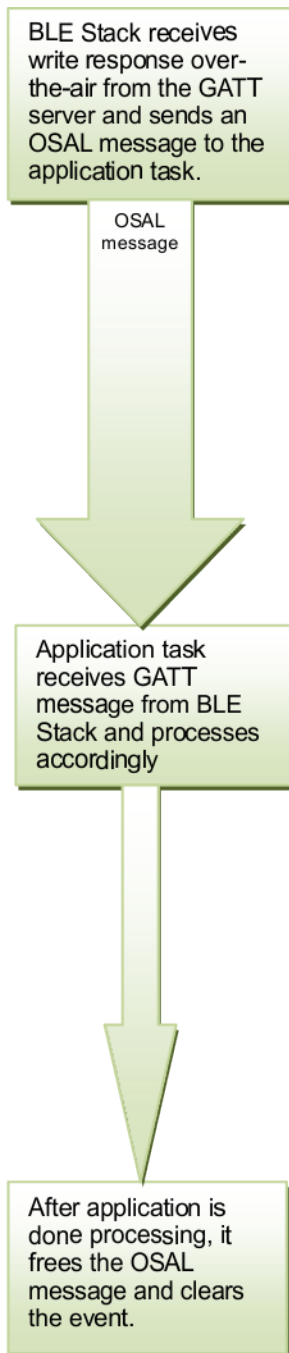 BLE Stack receives
write response over-
the-air from the GATT
server and sends an
OSAL message to the
application task.
OSAL
message
Application task
receives GATT
message from BLE
Stack and processes
accordingly
After application is
done processing, it
frees the OSAL
message and clears
the event.